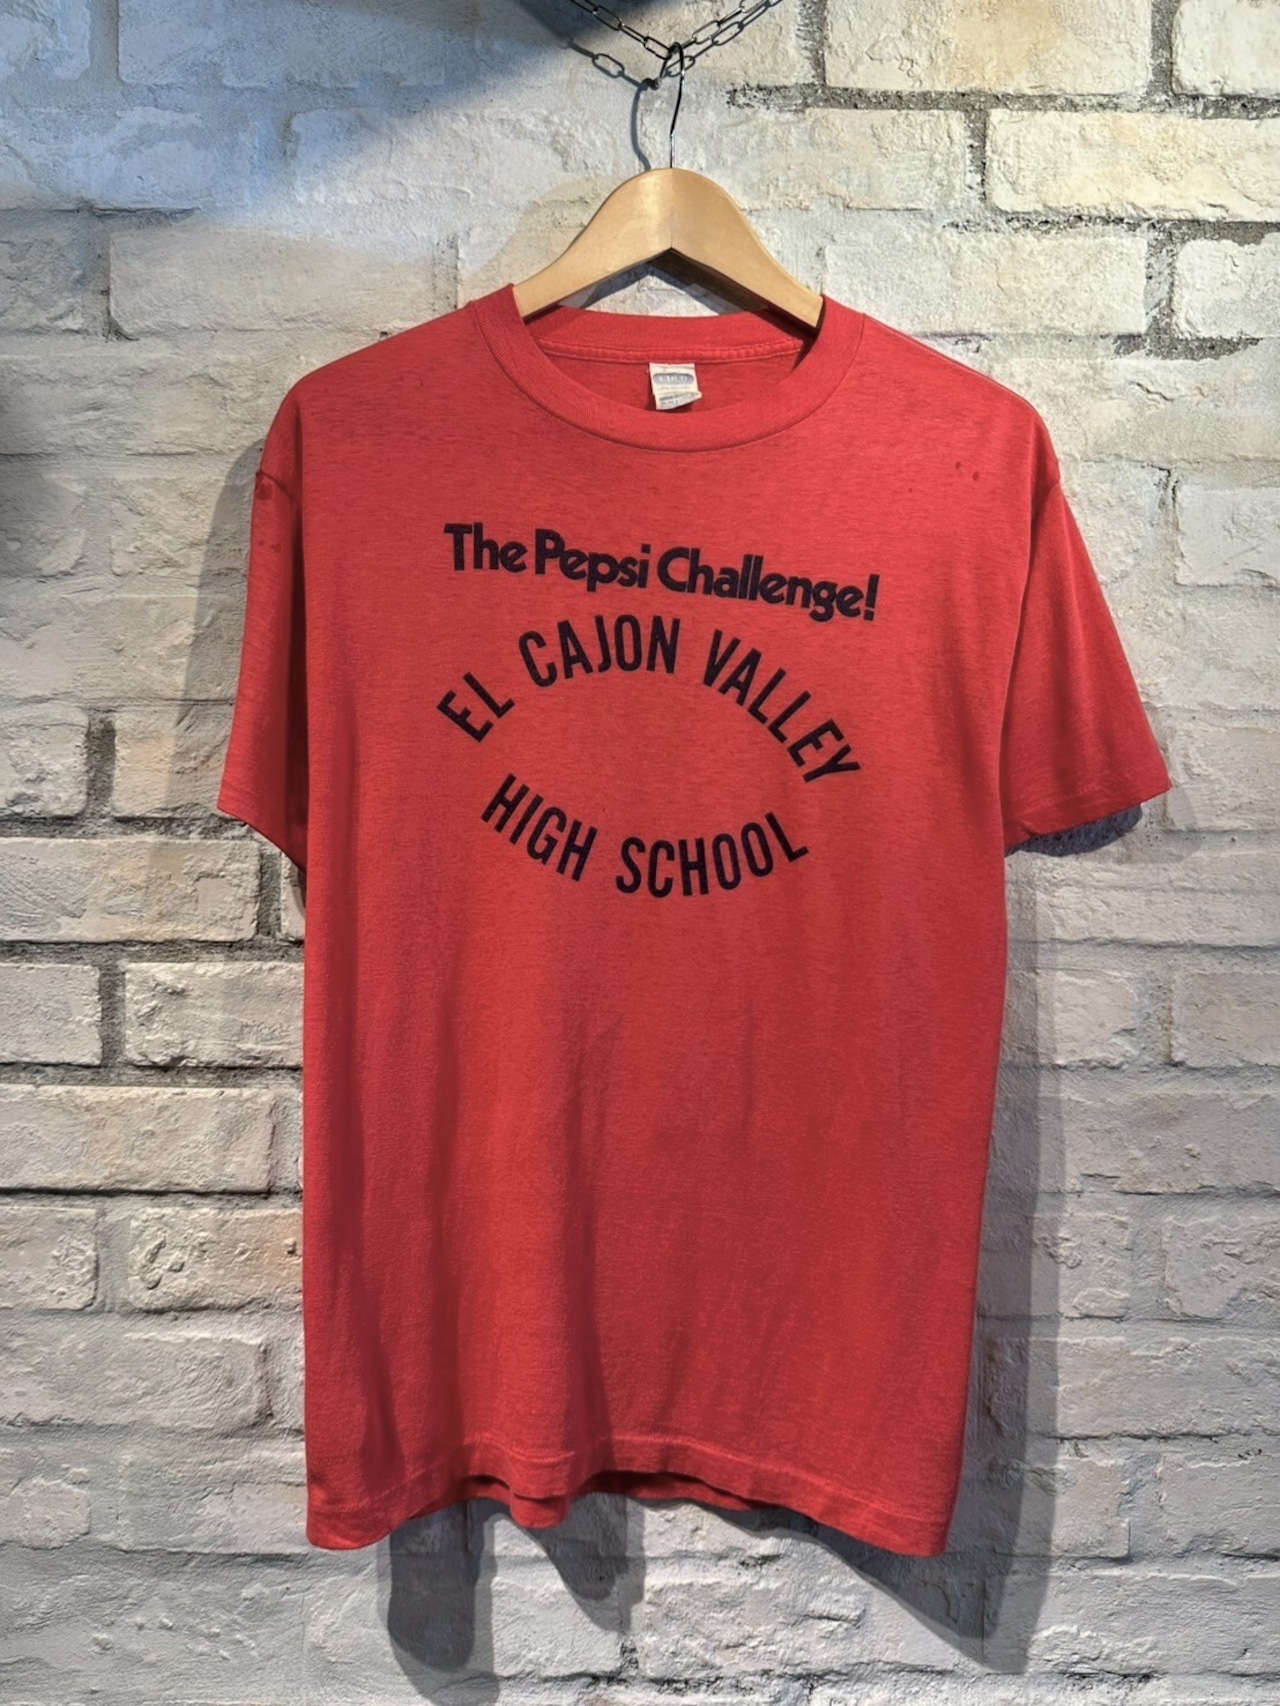 The Pepsi Challenge!
EL CAJON VALLEY
HIGH SCHOOL